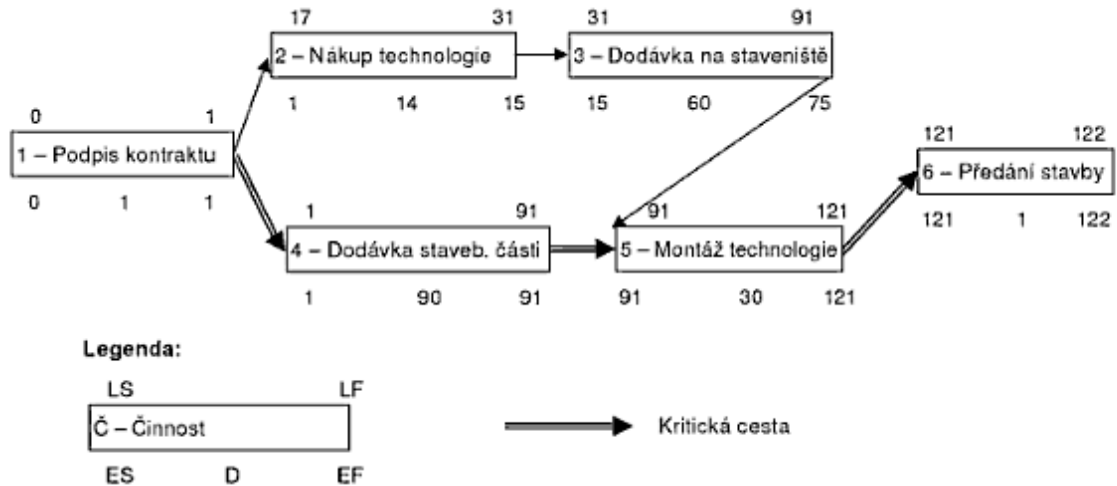 17 31 31 91
2 – Nákup technologie 3 – Dodávka na staveniště
1 14 15 15 60 75
0 1
1 – Podpis kontraktu
0 1 1
121 122
6 – Předání stavby
121 1 122
1 91 91 121
4 – Dodávka staveb. části 5 – Montáž technologie
1 90 91 91 30 121
Legenda:
LS LF
Č – Činnost
ES D EF
Kritická cesta